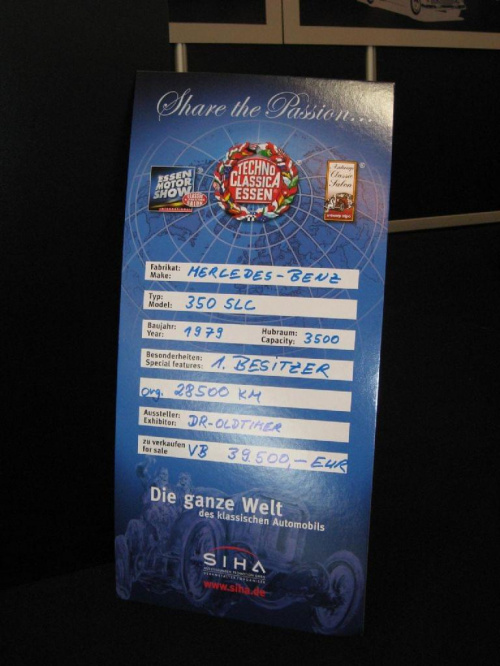 Share the Passion...
ESSEN
MOTOR
SHOW
TECHNO
CLASSICA
ESSEN
Classic
Salon
Fabrikat:
Make: MERCEDES-BENZ
Typ:
Model: 350 SLC
Baujahr:
Year: 1979 Hubraum:
Capacity: 3500
Besonderheiten:
Special features: 1. BESITZER
Org. 28500 KM
Aussteller:
Exhibitor: DR-OLDTIMER
zu verkaufen
for sale VB 39.500,- EUR
Die ganze Welt
des klassischen Automobils
SIHA
www.siha.de